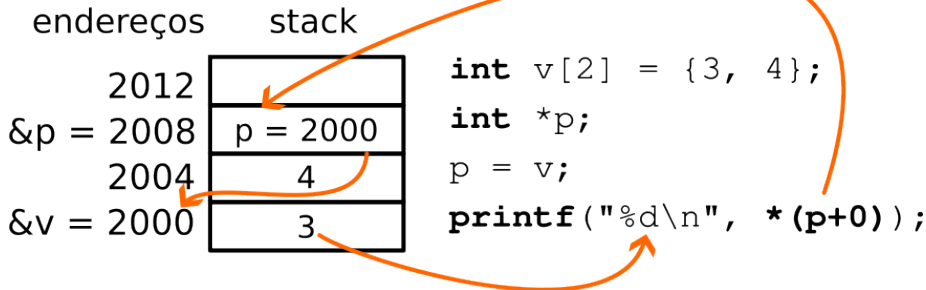 endereços stack
2012
&p = 2008 p = 2000
2004 4
&v = 2000 3
int v[2] = {3, 4};
int *p;
p = v;
printf("%d\n", *(p+0));